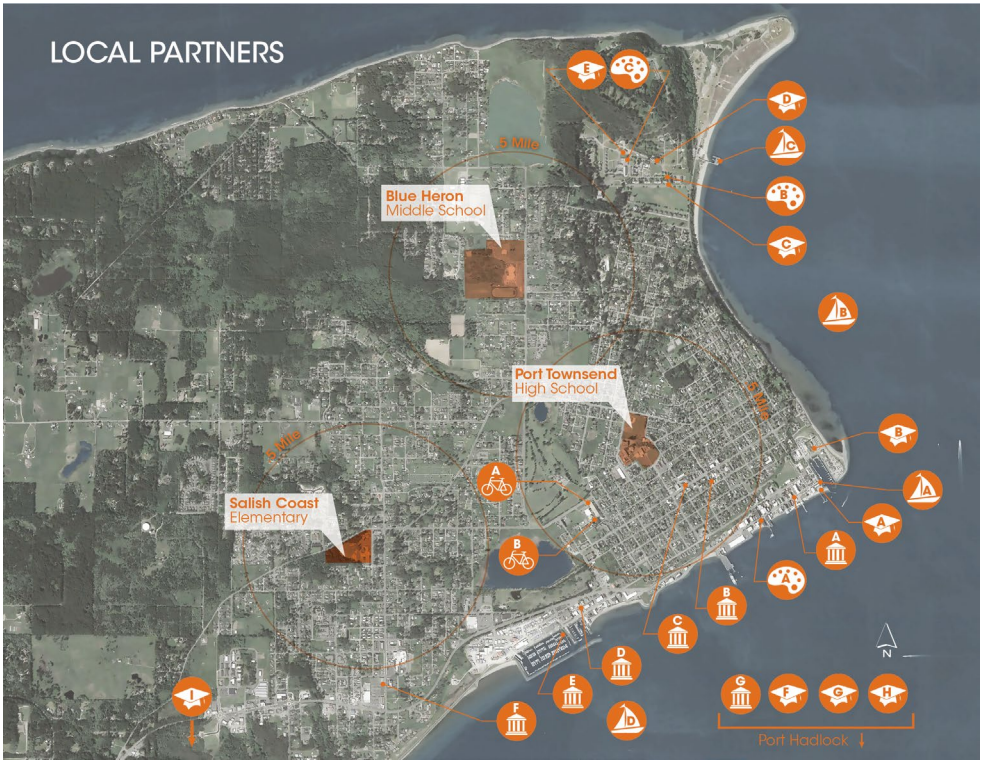 LOCAL PARTNERS
E
C
D
C
B
C
.5 Mile
Blue Heron
Middle School
B
Port Townsend
High School
.5 Mile
B
.5 Mile
A
A
Salish Coast
Elementary
A
B
A
A
B
C
D
N
I
E
F
D
G
F
G
H
Port Hadlock